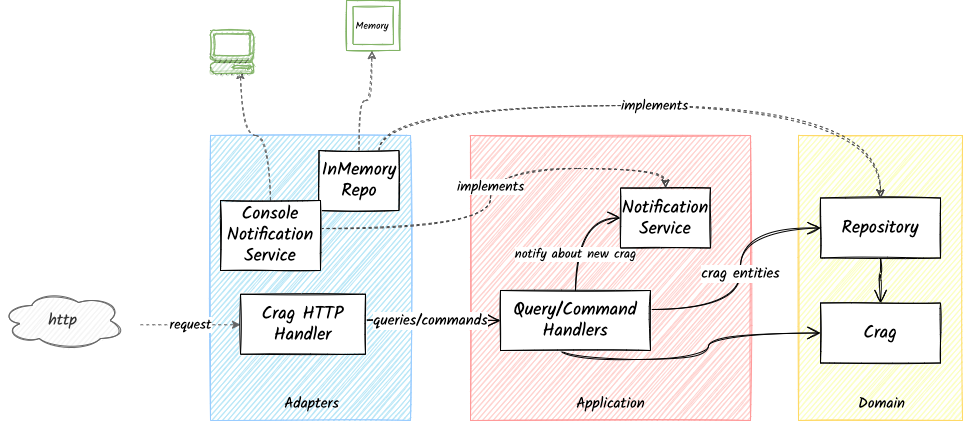 Memory
implements
InMemory
Repo
implements
Console
Notification
Service
Notification
Service
Repository
notify about new crag
crag entities
http
request
Crag HTTP
Handler
queries/commands
Query/Command
Handlers
Crag
Adapters
Application
Domain